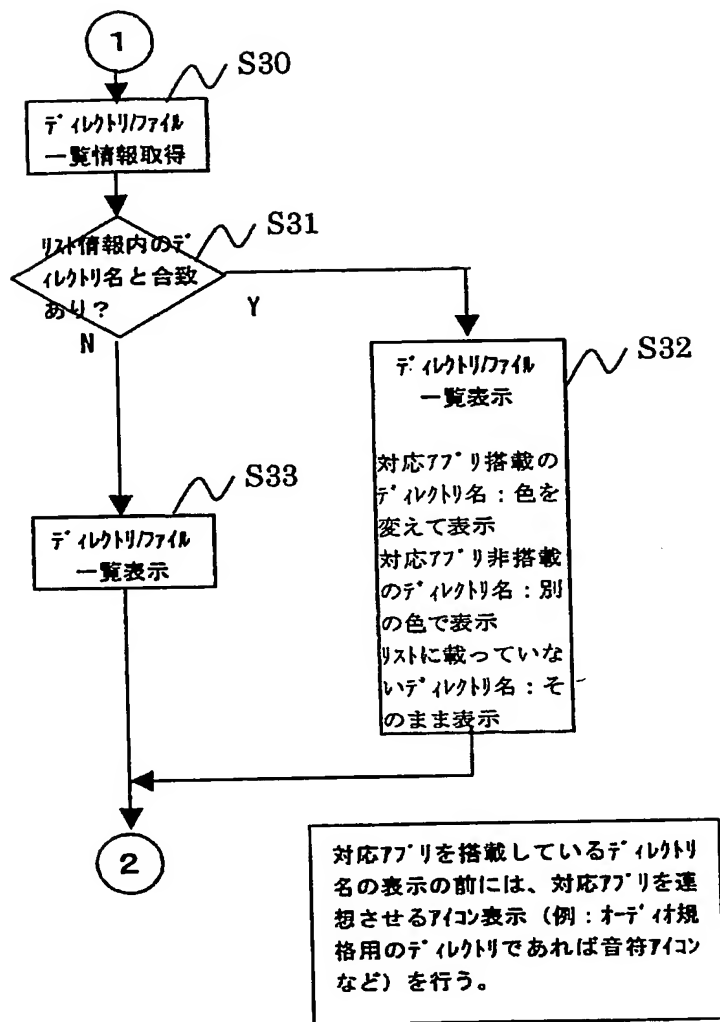 1
S30
ディレクトリ/ファイル
一覧情報取得
S31
リスト情報内のデ
ィレクトリ名と合致
あり?
Y
N
S32
ディレクトリ/ファイル
一覧表示
対応アプリ搭載の
ディレクトリ名:色を
変えて表示
対応アプリ非搭載
のディレクトリ名:別
の色で表示
リストに載っていな
いディレクトリ名:そ
のまま表示
S33
ディレクトリ/ファイル
一覧表示
2
対応アプリを搭載しているディレクトリ
名の表示の前には、対応アプリを連
想させるアイコン表示(例:オーディオ規
格用のディレクトリであれば音符アイコン
など)を行う。